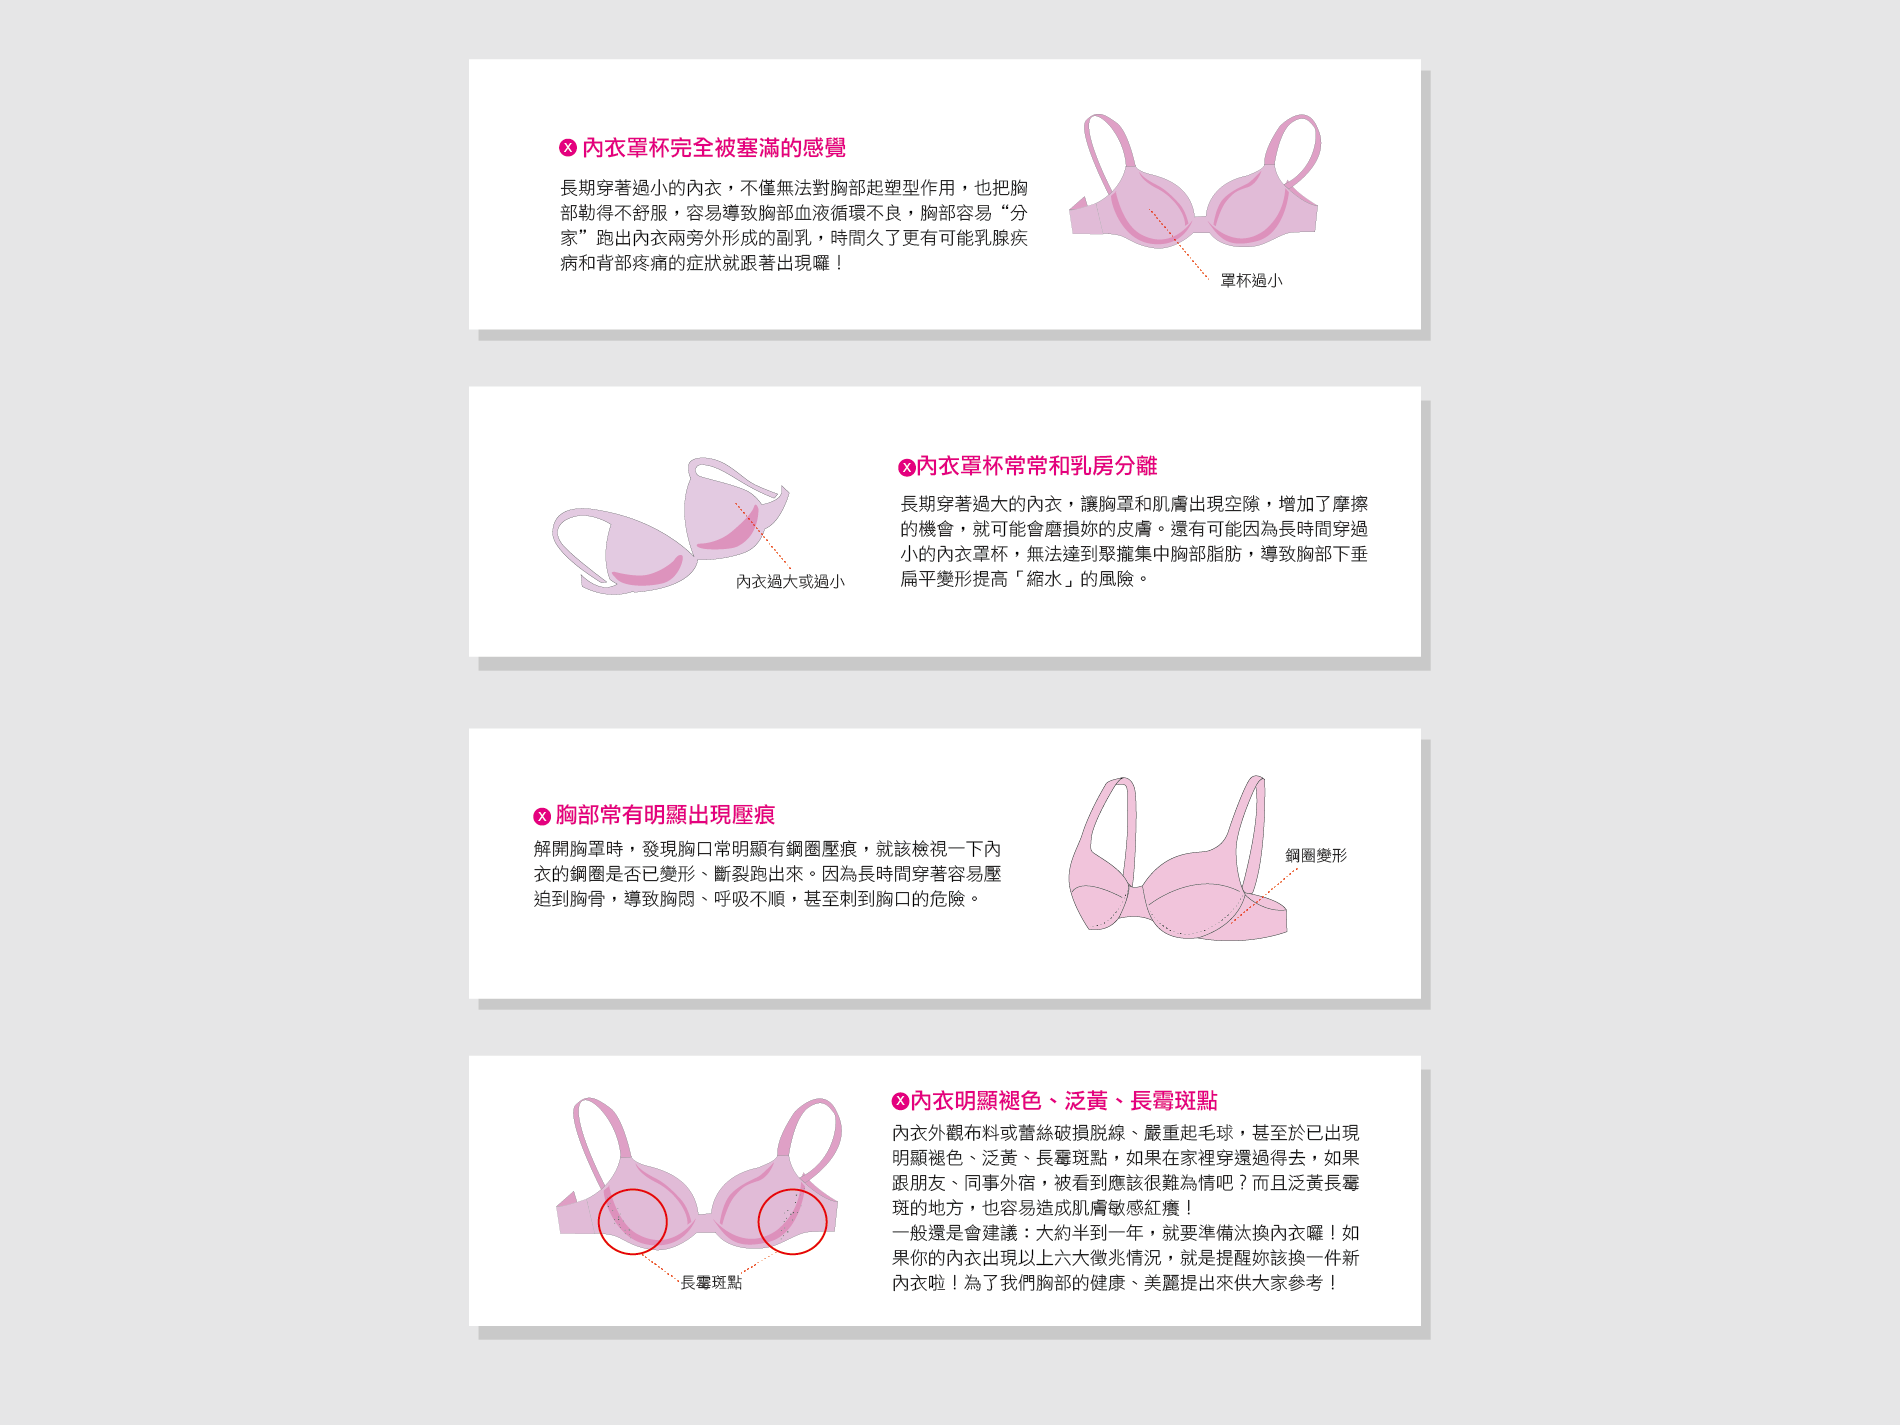 X 內衣罩杯完全被塞滿的感覺
長期穿著過小的內衣，不僅無法對胸部起塑型作用，也把胸
部勒得不舒服，容易導致胸部血液循環不良，胸部容易“分
家”跑出內衣兩旁外形成的副乳，時間久了更有可能乳腺疾
病和背部疼痛的症狀就跟著出現囉！
罩杯過小
X內衣罩杯常常和乳房分離
長期穿著過大的內衣，讓胸罩和肌膚出現空隙，增加了摩擦
的機會，就可能會磨損妳的皮膚。還有可能因為長時間穿過
小的內衣罩杯，無法達到聚攏集中胸部脂肪，導致胸部下垂
扁平變形提高「縮水」的風險。
內衣過大或過小
X 胸部常有明顯出現壓痕
解開胸罩時，發現胸口常明顯有鋼圈壓痕，就該檢視一下內
衣的鋼圈是否已變形、斷裂跑出來。因為長時間穿著容易壓
迫到胸骨，導致胸悶、呼吸不順，甚至刺到胸口的危險。
鋼圈變形
X內衣明顯褪色、泛黃、長霉斑點
內衣外觀布料或蕾絲破損脫線、嚴重起毛球，甚至於已出現
明顯褪色、泛黃、長霉斑點，如果在家裡穿還過得去，如果
跟朋友、同事外宿，被看到應該很難為情吧？而且泛黃長霉
斑的地方，也容易造成肌膚敏感紅癢！
一般還是會建議：大約半到一年，就要準備汰換內衣囉！如
果你的內衣出現以上六大徵兆情況，就是提醒妳該換一件新
內衣啦！為了我們胸部的健康、美麗提出來供大家參考！
長霉斑點